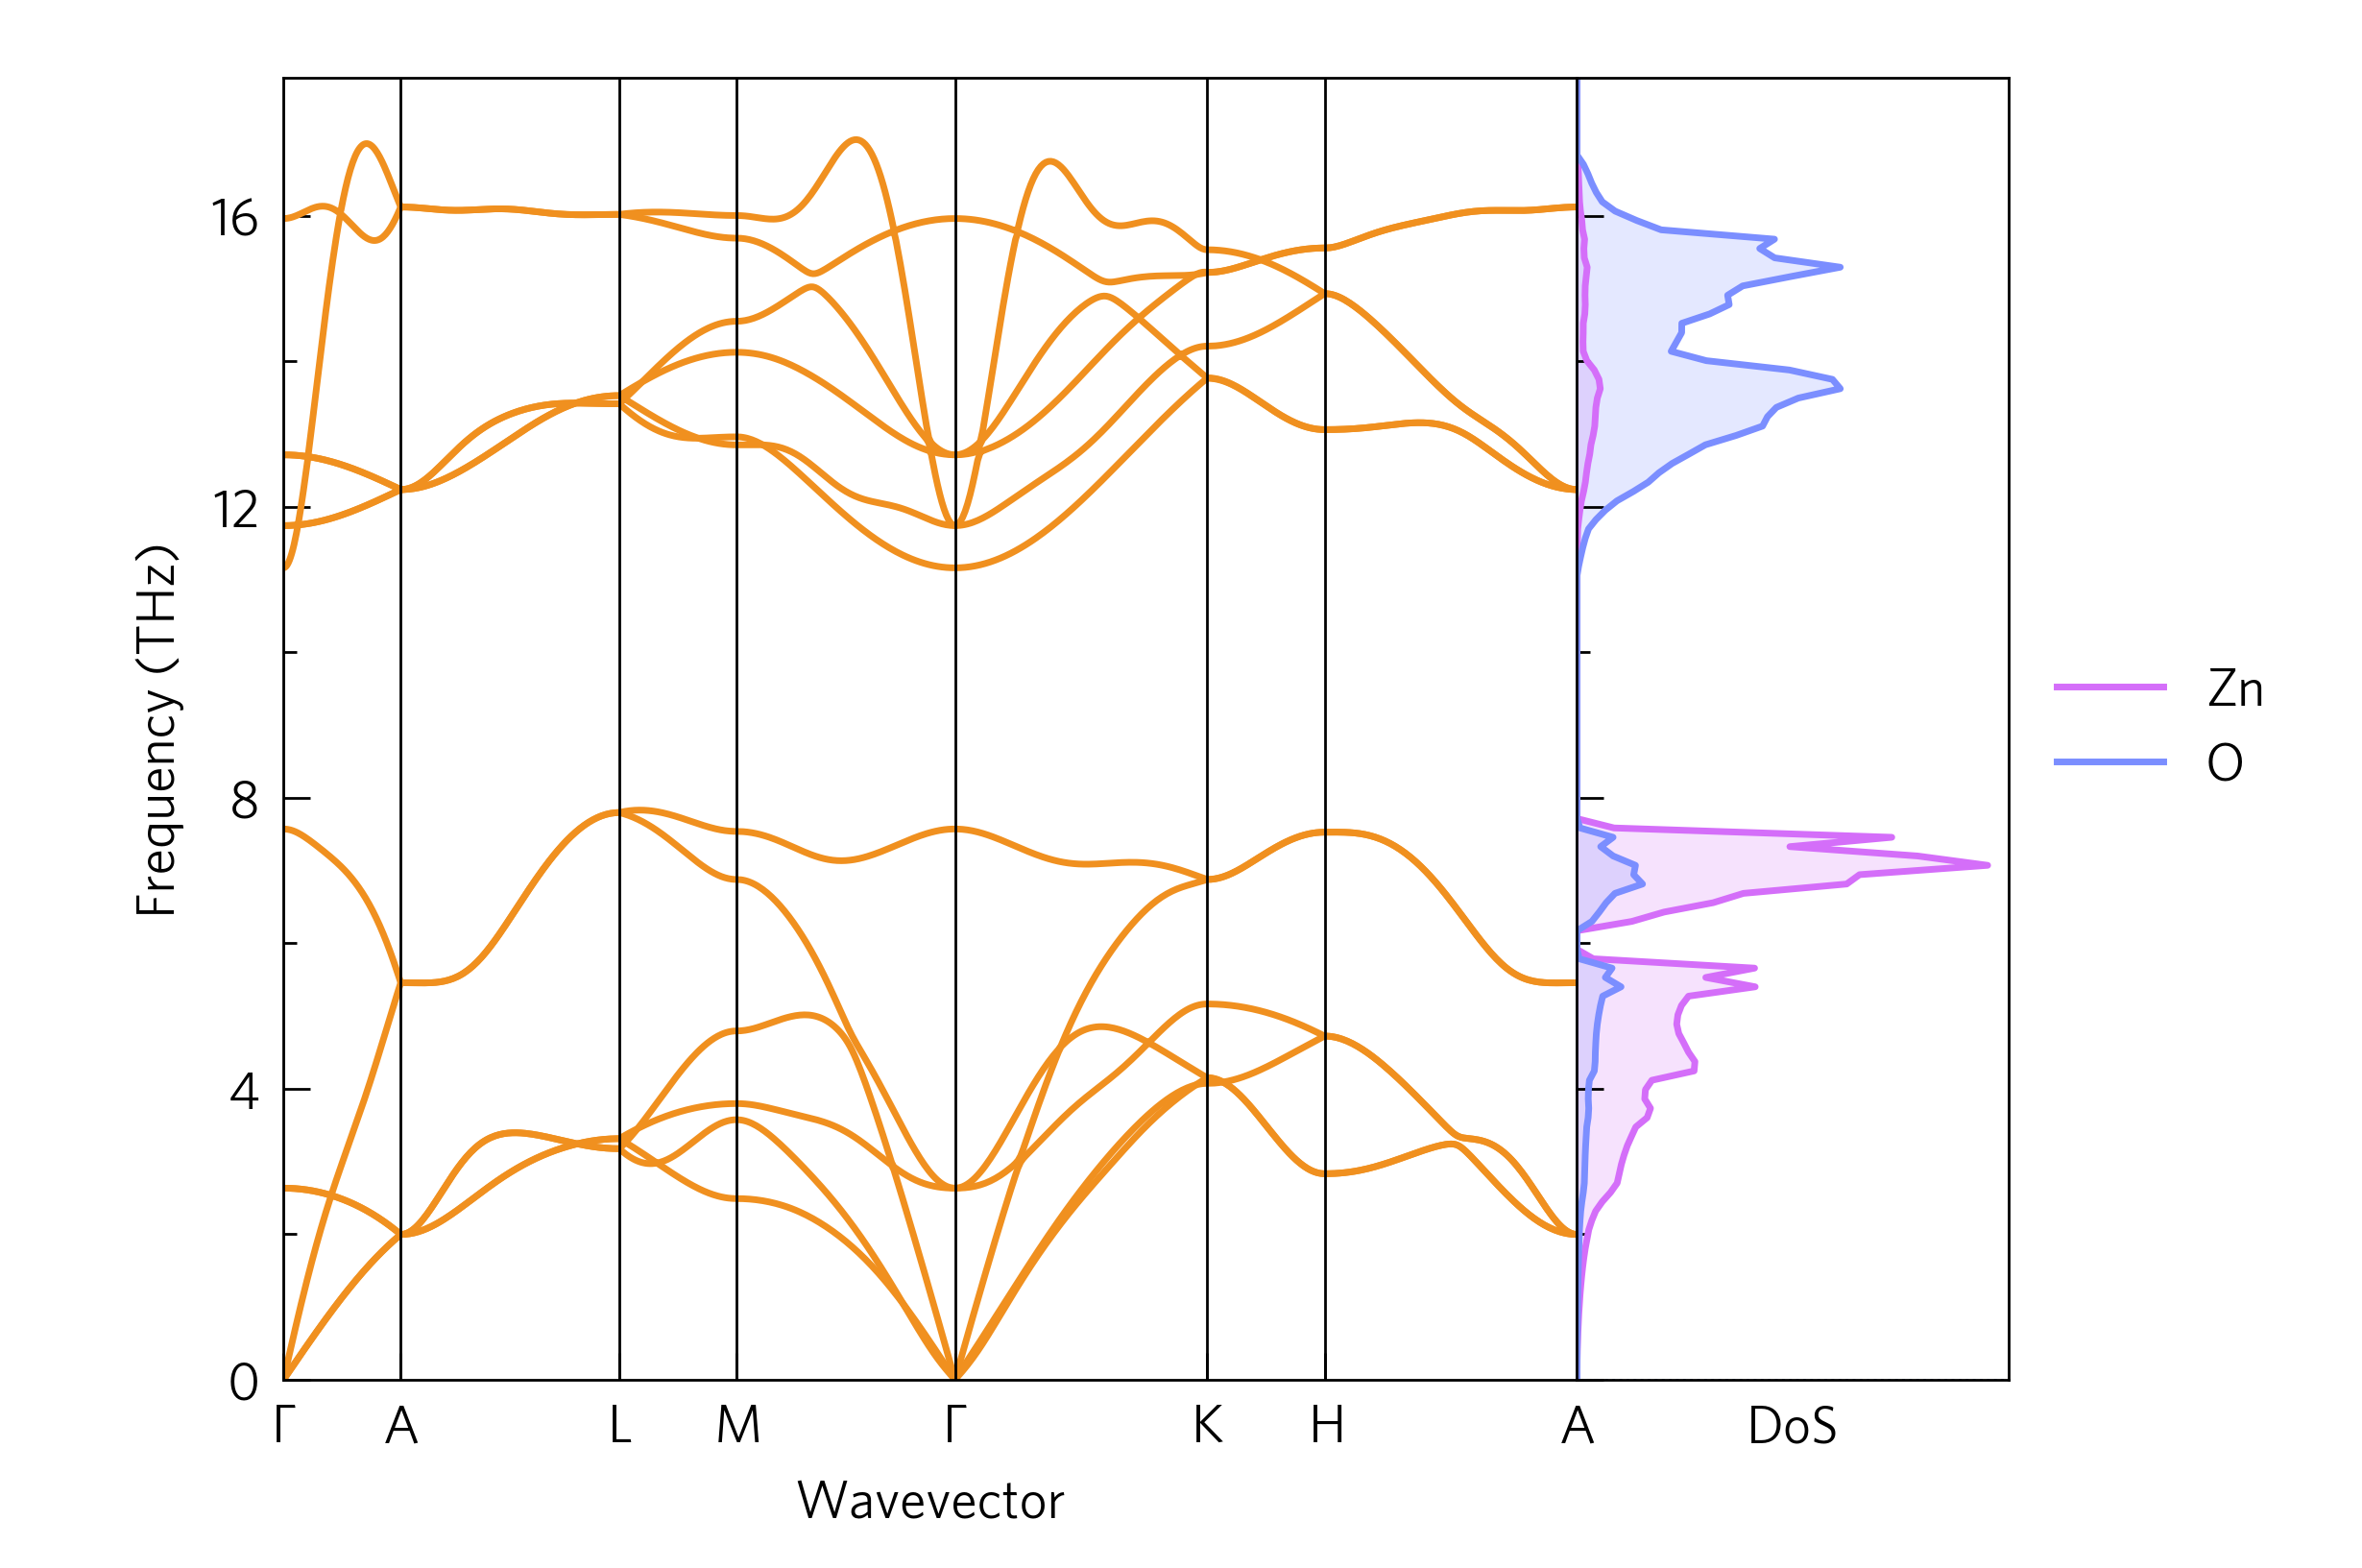 Frequency (THz)
16
12
8
4
0
Γ A L M Γ K H A DoS
Wavevector
Zn
O